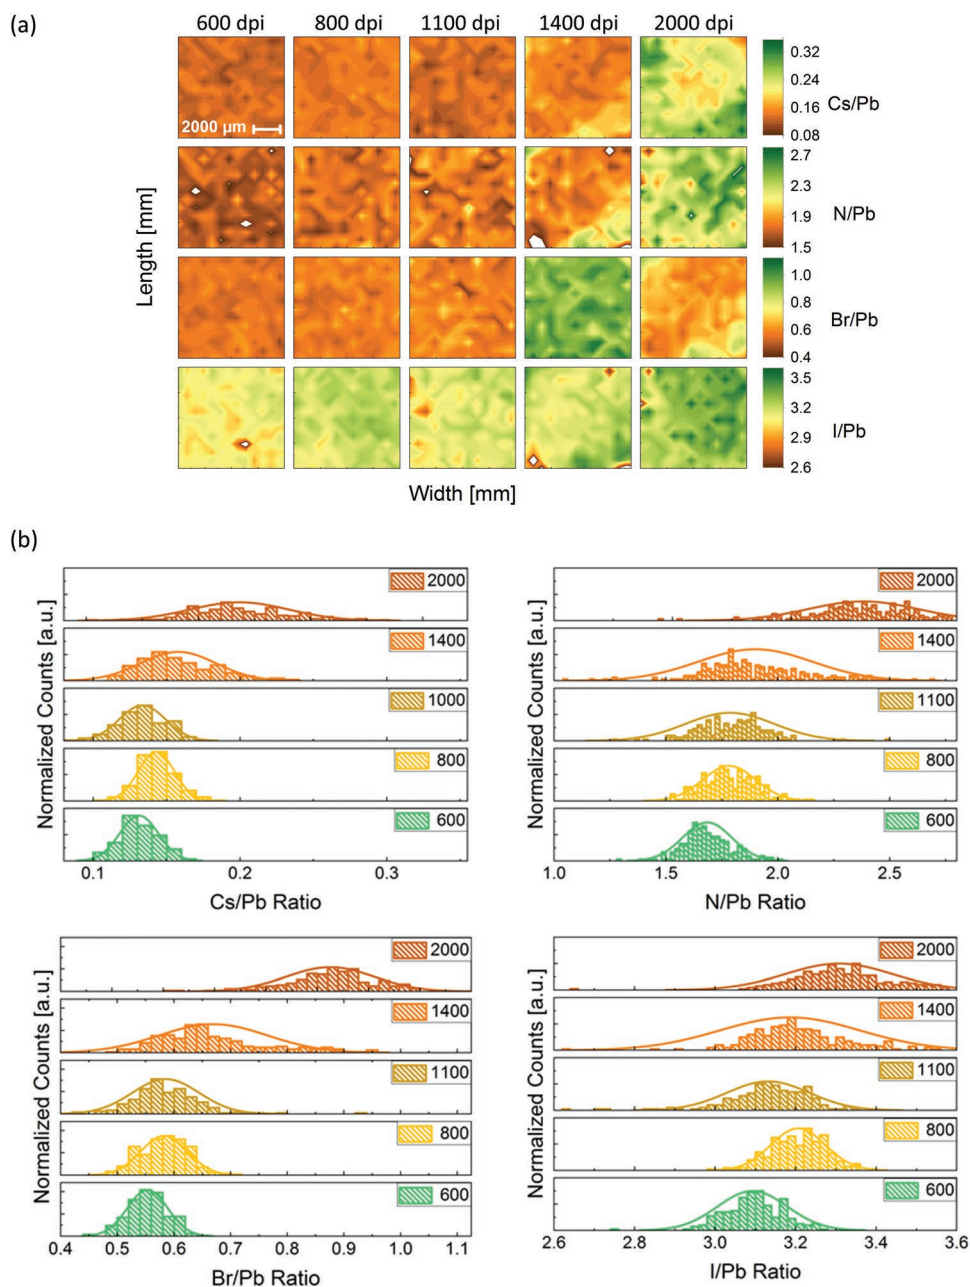 (a)
600 dpi 800 dpi 1100 dpi 1400 dpi 2000 dpi
2000 µm
0.32
0.24
0.16
0.08
Cs/Pb
2.7
2.3
1.9
1.5
N/Pb
1.0
0.8
0.6
0.4
Br/Pb
3.5
3.2
2.9
2.6
I/Pb
Length [mm]
Width [mm]
(b)
Normalized Counts [a.u.]
2000
1400
1000
800
600
0.1 0.2 0.3
Cs/Pb Ratio
Normalized Counts [a.u.]
2000
1400
1100
800
600
1.0 1.5 2.0 2.5
N/Pb Ratio
Normalized Counts [a.u.]
2000
1400
1100
800
600
0.4 0.5 0.6 0.7 0.8 0.9 1.0 1.1
Br/Pb Ratio
Normalized Counts [a.u.]
2000
1400
1100
800
600
2.6 2.8 3.0 3.2 3.4 3.6
I/Pb Ratio